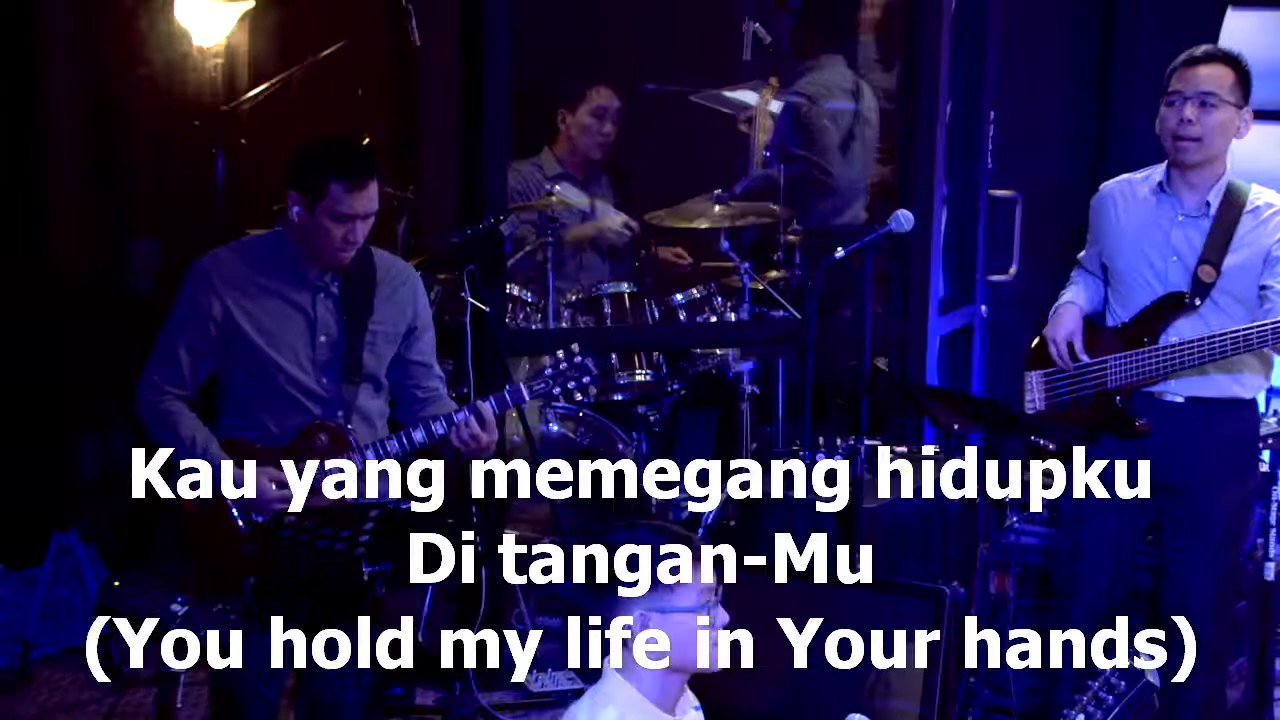 Kau yang memegang hidupku
Di tangan-Mu
(You hold my life in Your hands)